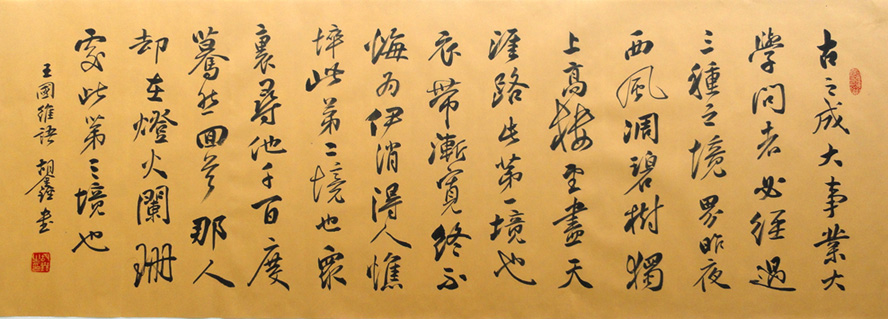 古之成大事業大
學問者必經過
三種之境界昨夜
西風凋碧樹獨
上高樓望盡天
涯路此第一境也
衣帶漸寬終不
悔為伊消得人憔
悴此第二境也眾
裏尋他千百度
驀然回首那人
却在燈火闌珊
處此第三境也
王國維語 胡鑫書